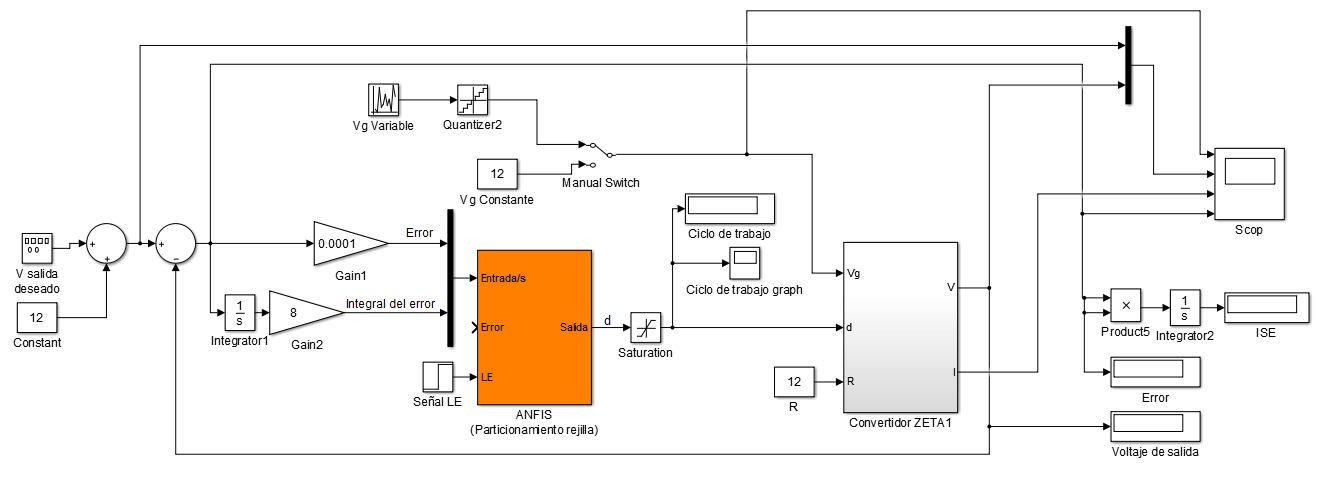 Vg Variable
Quantizer2
12
Vg Constante
Manual Switch
Scop
+
+
V salida
deseado
12
Constant
+
−
0.0001
Gain1
Error
1
s
Integrator1
8
Gain2
Integral del error
Señal LE
Entrada/s
Error
LE
Salida
ANFIS
(Particionamiento rejilla)
d
Saturation
Ciclo de trabajo
Ciclo de trabajo graph
12
R
Vg
d
R
V
I
Convertidor ZETA1
×
Product5
1
s
Integrator2
ISE
Error
Voltaje de salida